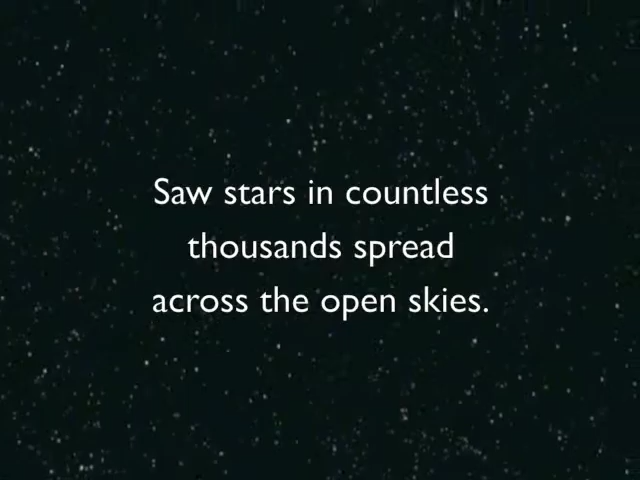 Saw stars in countless
thousands spread
across the open skies.